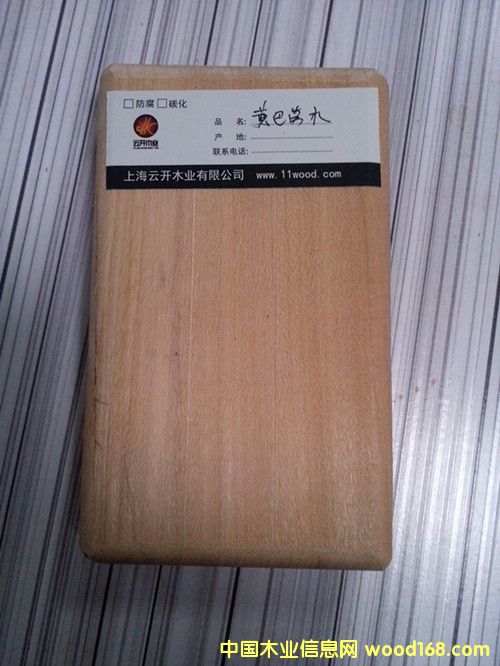 □防腐□碳化
云开木业
品 名:黄巴劳木
产 地:
联系电话:
上海云开木业有限公司 www.11wood.com
中国木业信息网 wood168.com